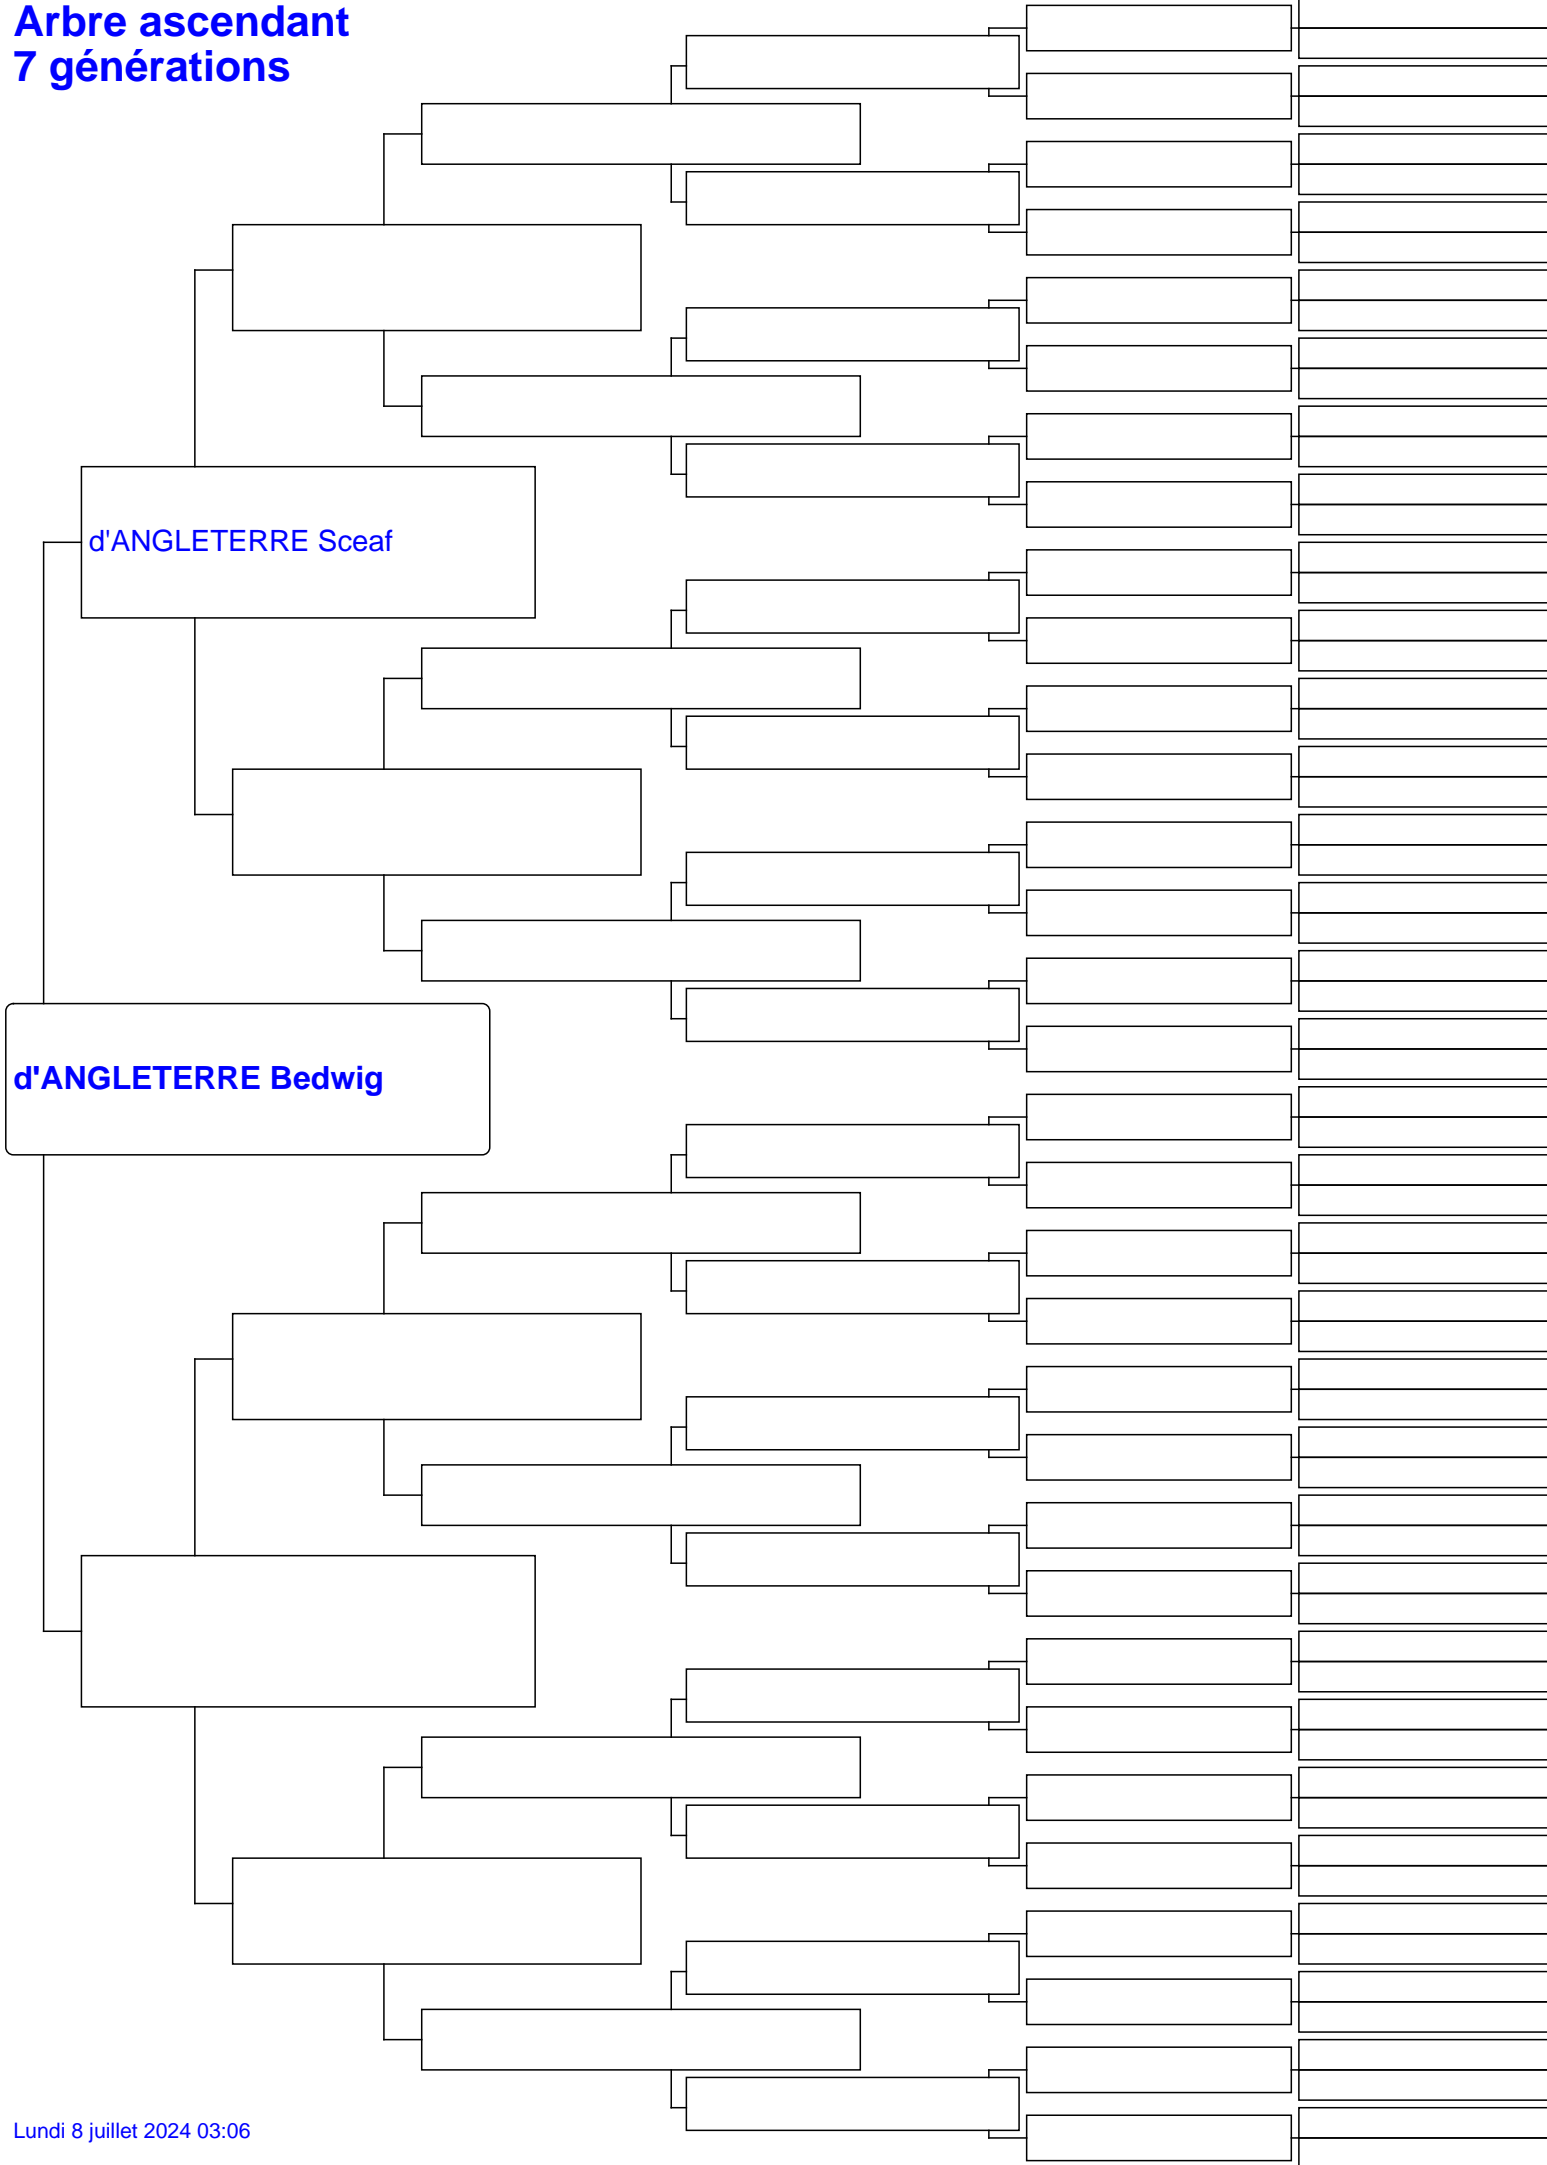 Arbre ascendant
7 générations
d'ANGLETERRE Sceaf
d'ANGLETERRE Bedwig
Lundi 8 juillet 2024 03:06